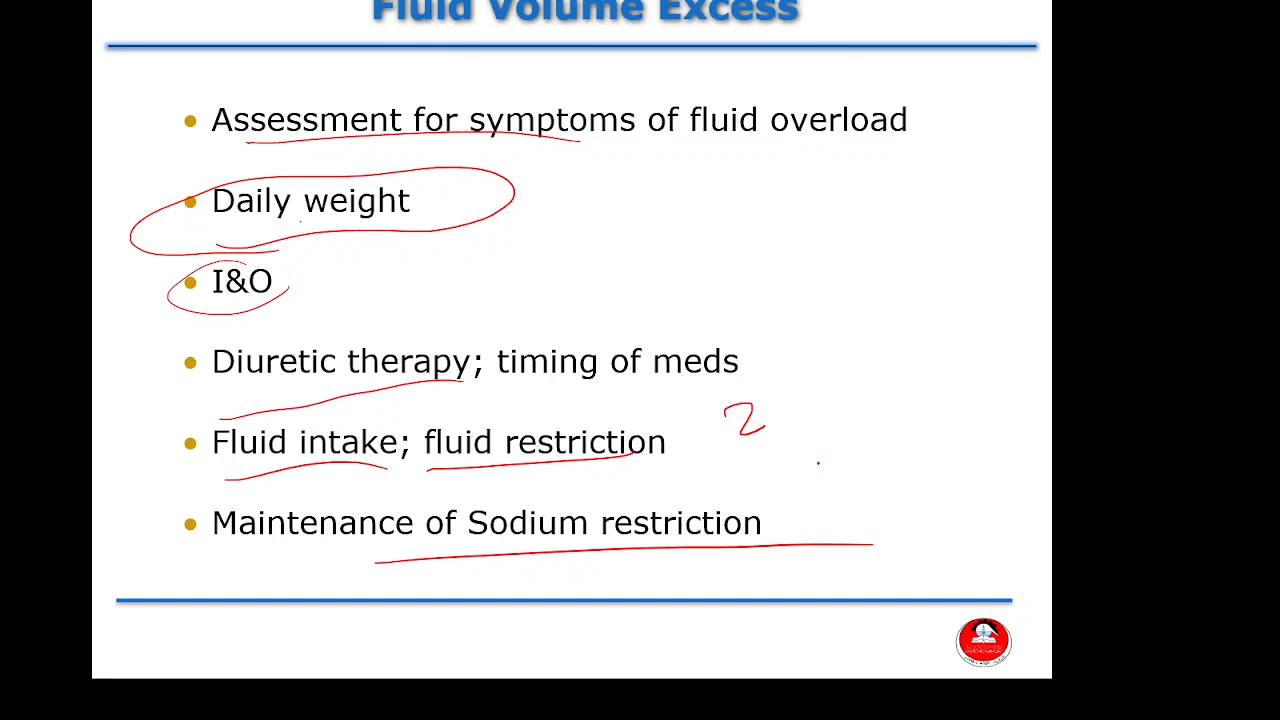 Fluid Volume Excess
• Assessment for symptoms of fluid overload
• Daily weight
• I&O
• Diuretic therapy; timing of meds
2
• Fluid intake; fluid restriction
• Maintenance of Sodium restriction